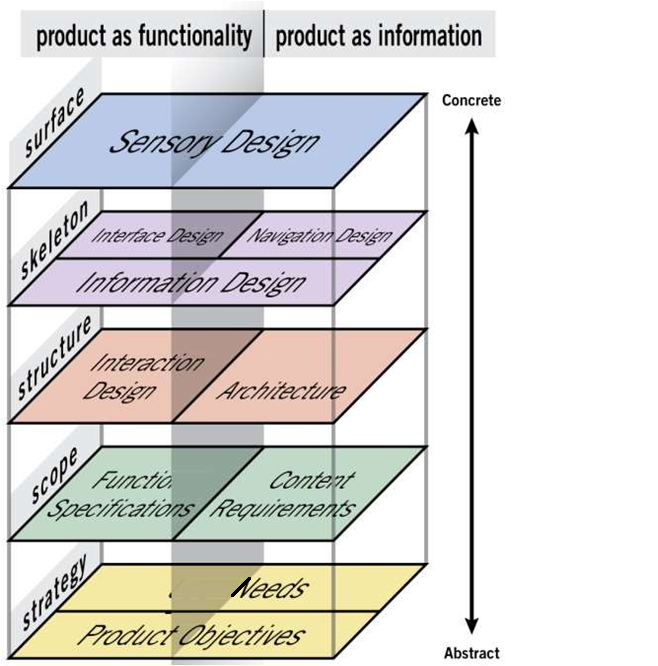 product as functionality
product as information
surface
Sensory Design
Concrete
skeleton
Interface Design
Navigation Design
Information Design
structure
Interaction
Design
Architecture
scope
Content
Specifications
Requirements
strategy
Needs
Product Objectives
Abstract